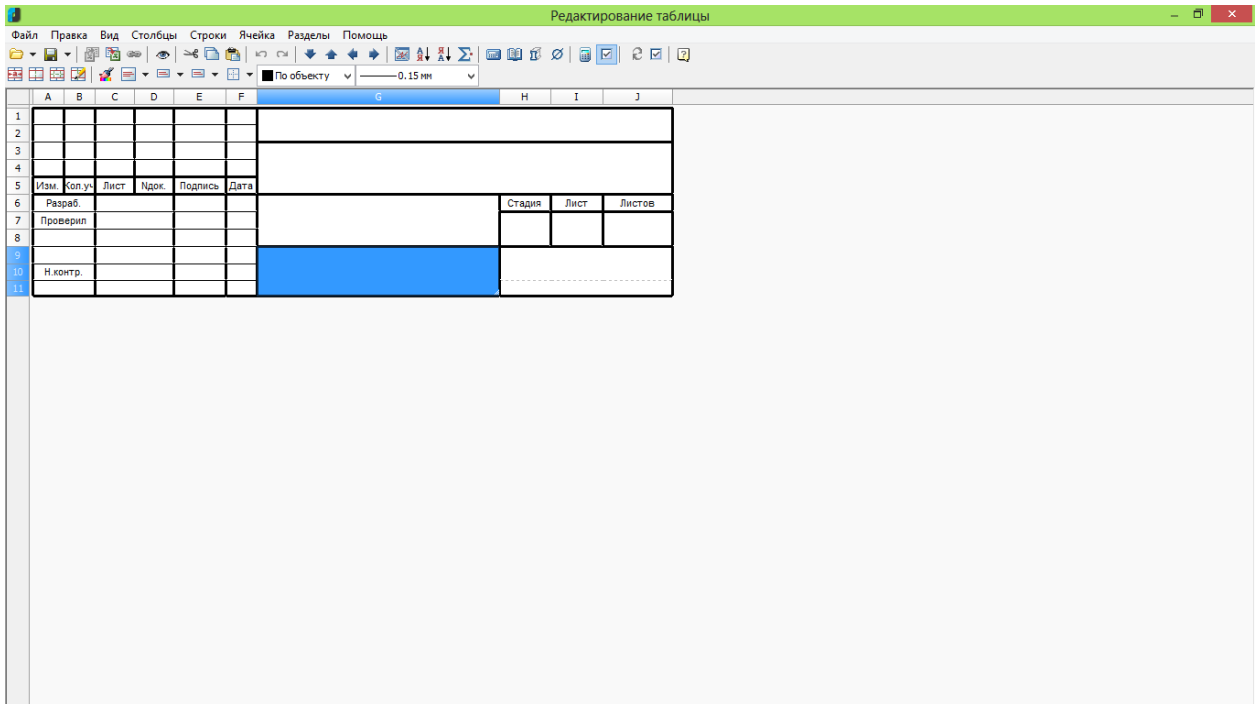 Редактирование таблицы
Файл Правка Вид Столбцы Строки Ячейка Разделы Помощь
По объекту 0.15 мм
A B C D E F G H I J
1
2
3
4
5 Изм. Кол.уч Лист Nдок. Подпись Дата
6 Разраб. Стадия Лист Листов
7 Проверил
8
9
10 Н.контр.
11